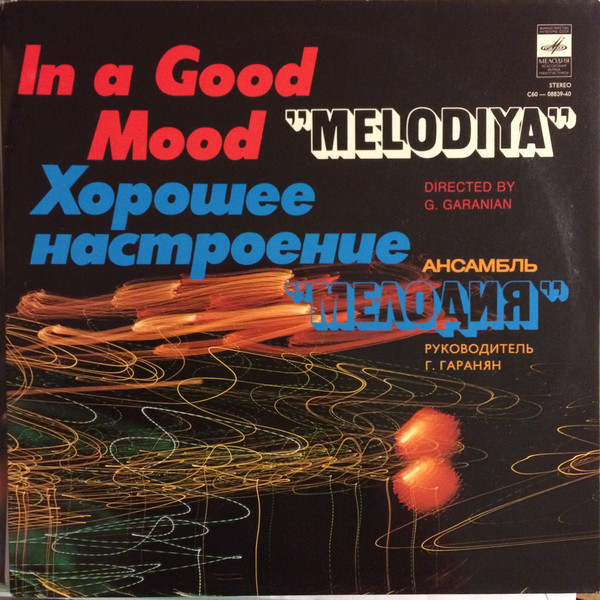 In a Good
Mood
"MELODIYA"
Хорошее
настроение
DIRECTED BY
G. GARANIAN
АНСАМБЛЬ
"МЕЛОДИЯ"
РУКОВОДИТЕЛЬ
Г. ГАРАНЯН
МЕЛОДИЯ
STEREO
С60 — 08839-40